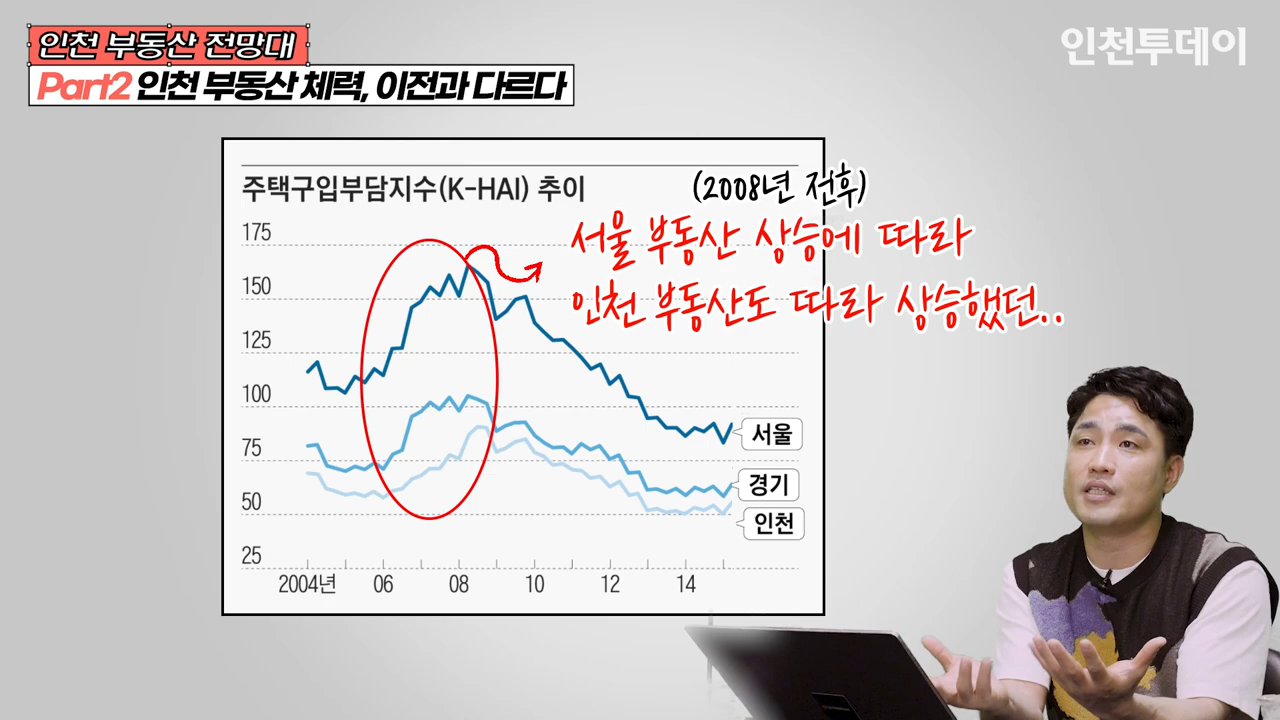 인천 부동산 전망대
인천투데이
Part2 인천 부동산 체력, 이전과 다르다
주택구입부담지수(K-HAI) 추이
(2008년 전후)
서울 부동산 상승에 따라
인천 부동산도 따라 상승했던..
175
150
125
100
75
50
25
서울
경기
인천
2004년 06 08 10 12 14